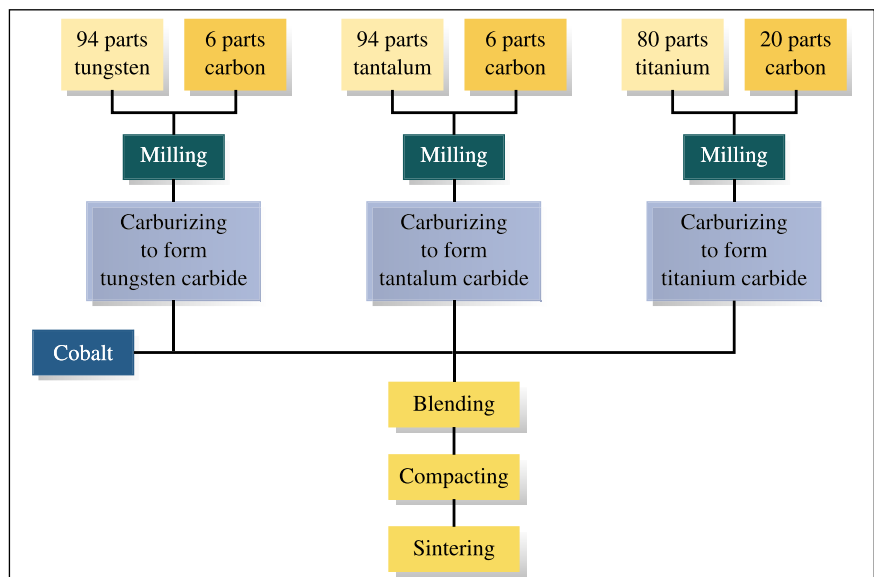 94 parts
tungsten
6 parts
carbon
94 parts
tantalum
6 parts
carbon
80 parts
titanium
20 parts
carbon
Milling
Milling
Milling
Carburizing
to form
tungsten carbide
Carburizing
to form
tantalum carbide
Carburizing
to form
titanium carbide
Cobalt
Blending
Compacting
Sintering